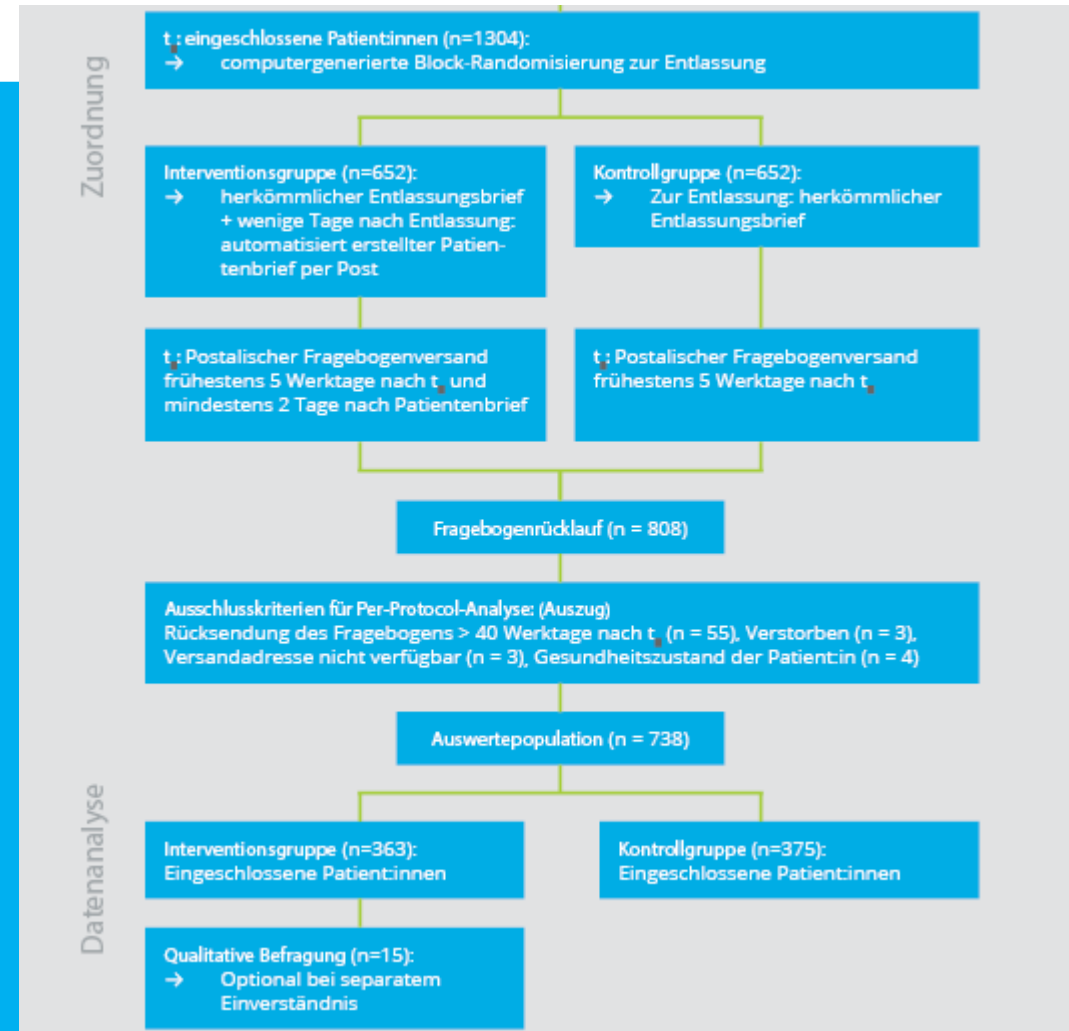 Zuordnung
t: eingeschlossene Patient:innen (n=1304):
→ computergenerierte Block-Randomisierung zur Entlassung
Interventionsgruppe (n=652):
→ herkömmlicher Entlassungsbrief
+ wenige Tage nach Entlassung:
automatisiert erstellter Patien-
tenbrief per Post
Kontrollgruppe (n=652):
→ Zur Entlassung: herkömmlicher
Entlassungsbrief
t: Postalischer Fragebogenversand
frühestens 5 Werktage nach t und
mindestens 2 Tage nach Patientenbrief
t: Postalischer Fragebogenversand
frühestens 5 Werktage nach t
Fragebogenrücklauf (n = 808)
Ausschlusskriterien für Per-Protocol-Analyse: (Auszug)
Rücksendung des Fragebogens > 40 Werktage nach t (n = 55), Verstorben (n = 3),
Versandadresse nicht verfügbar (n = 3), Gesundheitszustand der Patient:in (n = 4)
Auswertepopulation (n = 738)
Datenanalyse
Interventionsgruppe (n=363):
Eingeschlossene Patient:innen
Kontrollgruppe (n=375):
Eingeschlossene Patient:innen
Qualitative Befragung (n=15):
→ Optional bei separatem
Einverständnis